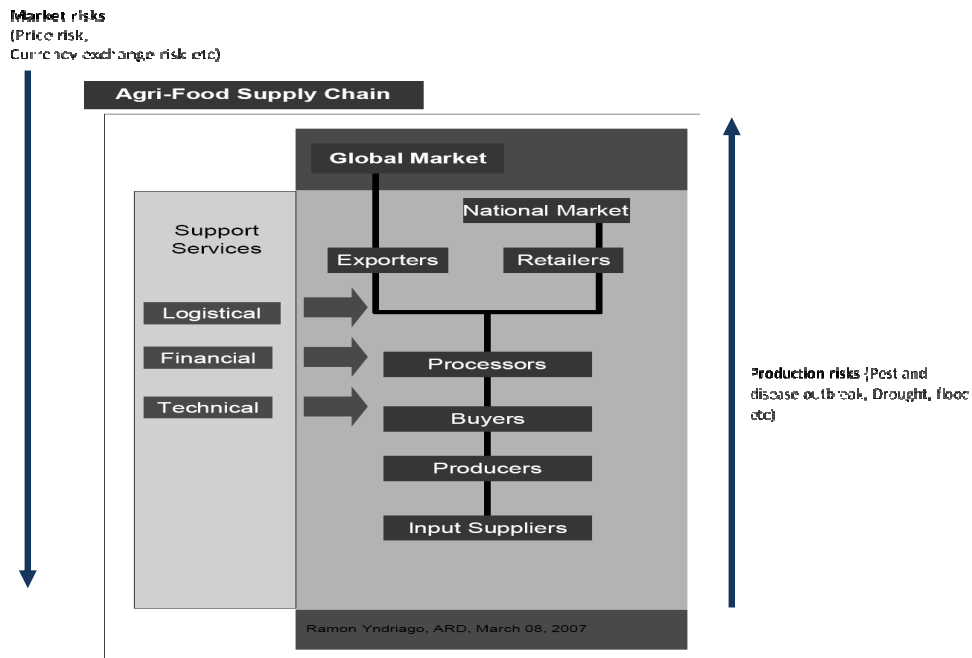 Market risks
(Price risk,
Currency exchange risk etc)
Agri-Food Supply Chain
Global Market
National Market
Support
Services
Exporters
Retailers
Logistical
Financial
Processors
Technical
Buyers
Producers
Input Suppliers
Production risks (Pest and
disease outbreak, Drought, flood
etc)
Ramon Yndriago, ARD, March 08, 2007